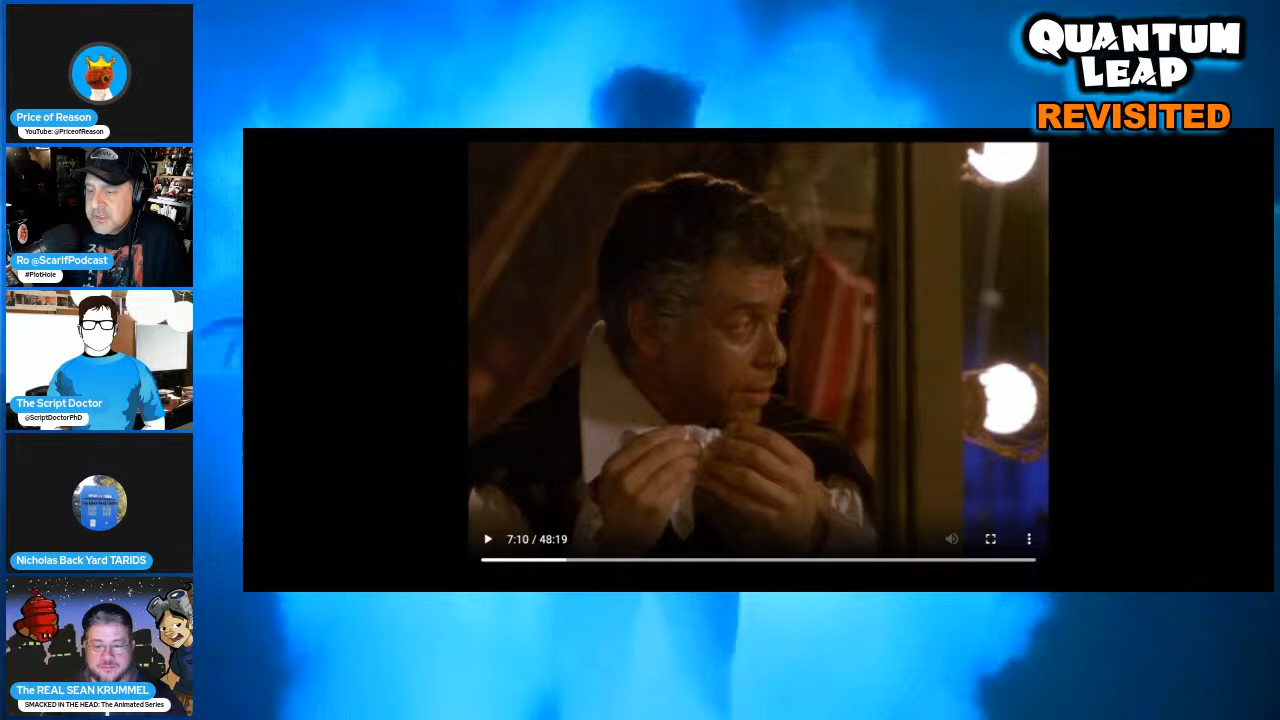 QUANTUM
LEAP
REVISITED
Price of Reason
YouTube: @PriceofReason
Ro @ScarifPodcast
#PlotHole
The Script Doctor
@ScriptDoctorPhD
Nicholas Back Yard TARIDS
The REAL SEAN KRUMMEL
SMACKED IN THE HEAD: The Animated Series
7:10 / 48:19